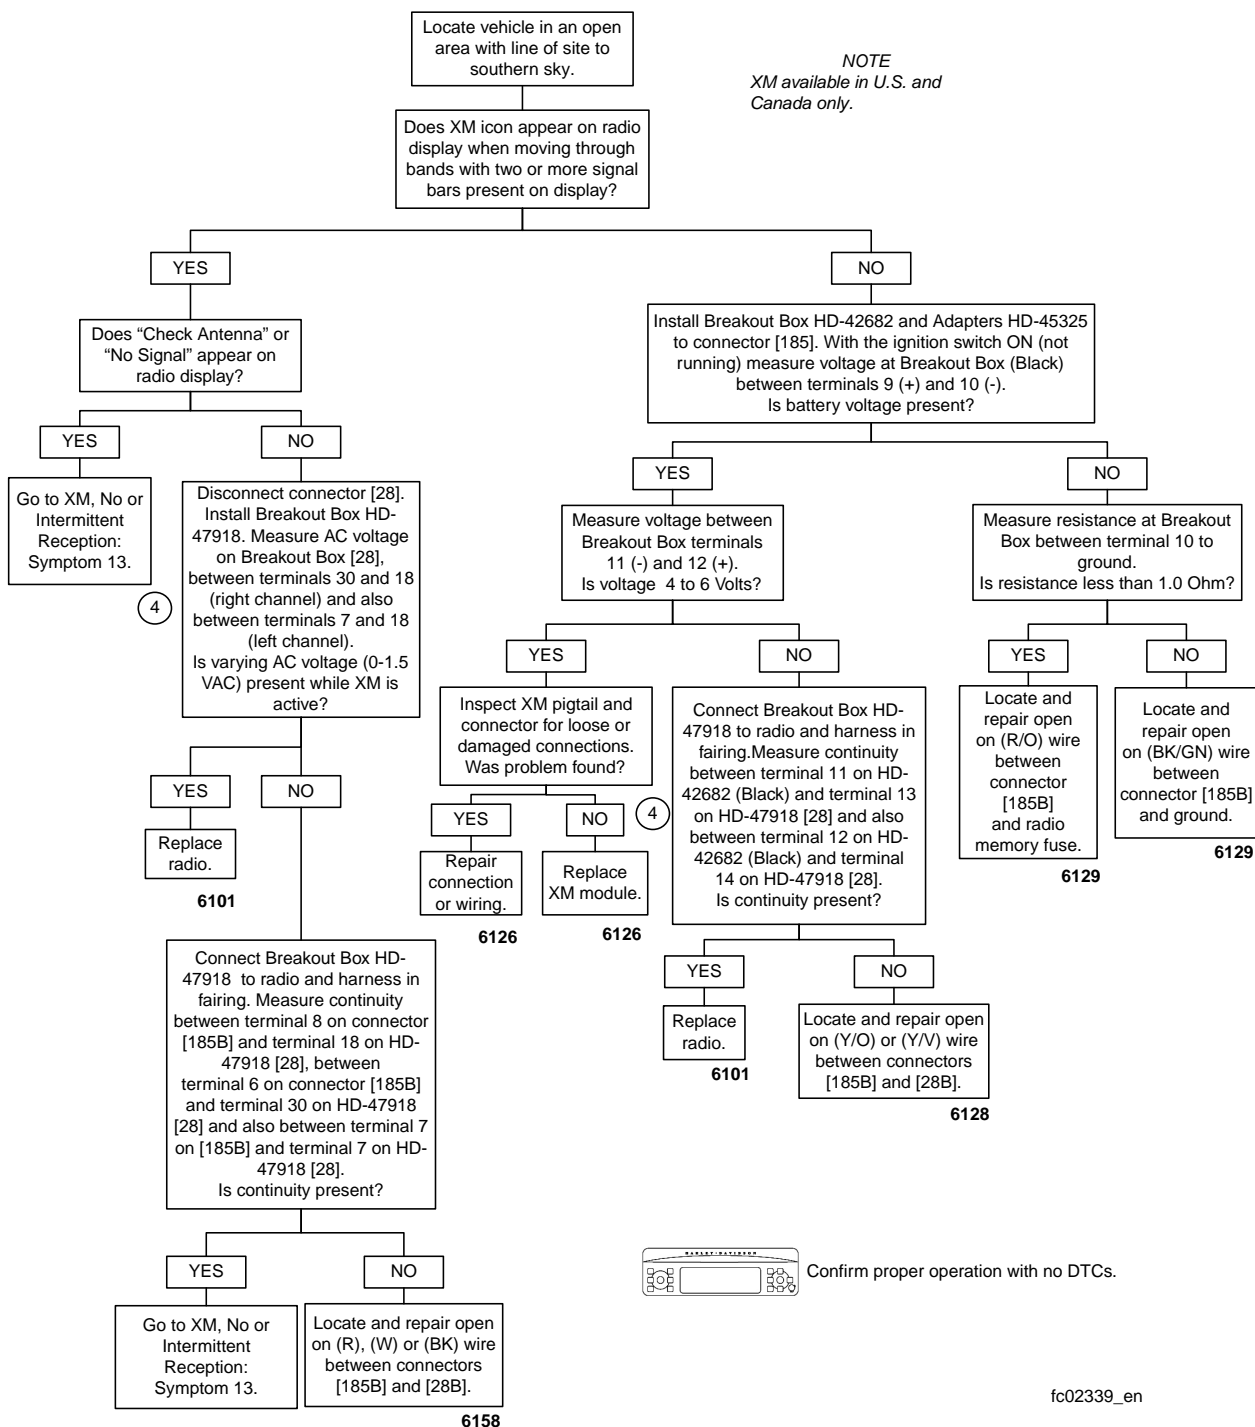 Locate vehicle in an open
area with line of site to
southern sky.
NOTE
XM available in U.S. and
Canada only.
Does XM icon appear on radio
display when moving through
bands with two or more signal
bars present on display?
YES
NO
Does “Check Antenna” or
“No Signal” appear on
radio display?
Install Breakout Box HD-42682 and Adapters HD-45325
to connector [185]. With the ignition switch ON (not
running) measure voltage at Breakout Box (Black)
between terminals 9 (+) and 10 (-).
Is battery voltage present?
YES
NO
YES
NO
Go to XM, No or
Intermittent
Reception:
Symptom 13.
Disconnect connector [28].
Install Breakout Box HD-
47918. Measure AC voltage
on Breakout Box [28],
between terminals 30 and 18
(right channel) and also
between terminals 7 and 18
(left channel).
Is varying AC voltage (0-1.5
VAC) present while XM is
active?
4
Measure voltage between
Breakout Box terminals
11 (-) and 12 (+).
Is voltage  4 to 6 Volts?
Measure resistance at Breakout
Box between terminal 10 to
ground.
Is resistance less than 1.0 Ohm?
YES
NO
YES
NO
Inspect XM pigtail and
connector for loose or
damaged connections.
Was problem found?
4
Connect Breakout Box HD-
47918 to radio and harness in
fairing.Measure continuity
between terminal 11 on HD-
42682 (Black) and terminal 13
on HD-47918 [28] and also
between terminal 12 on HD-
42682 (Black) and terminal
14 on HD-47918 [28].
Is continuity present?
Locate and
repair open
on (R/O) wire
between
connector
[185B]
and radio
memory fuse.
6129
Locate and
repair open
on (BK/GN) wire
between
connector [185B]
and ground.
6129
YES
NO
Replace
radio.
6101
YES
NO
Repair
connection
or wiring.
6126
Replace
XM module.
6126
Connect Breakout Box HD-
47918  to radio and harness in
fairing. Measure continuity
between terminal 8 on connector
[185B] and terminal 18 on HD-
47918 [28], between
terminal 6 on connector [185B]
and terminal 30 on HD-47918
[28] and also between terminal 7
on [185B] and terminal 7 on HD-
47918 [28].
Is continuity present?
YES
NO
Replace
radio.
6101
Locate and repair open
on (Y/O) or (Y/V) wire
between connectors
[185B] and [28B].
6128
YES
NO
Go to XM, No or
Intermittent
Reception:
Symptom 13.
Locate and repair open
on (R), (W) or (BK) wire
between connectors
[185B] and [28B].
6158
HARLEY-DAVIDSON
Confirm proper operation with no DTCs.
fc02339_en